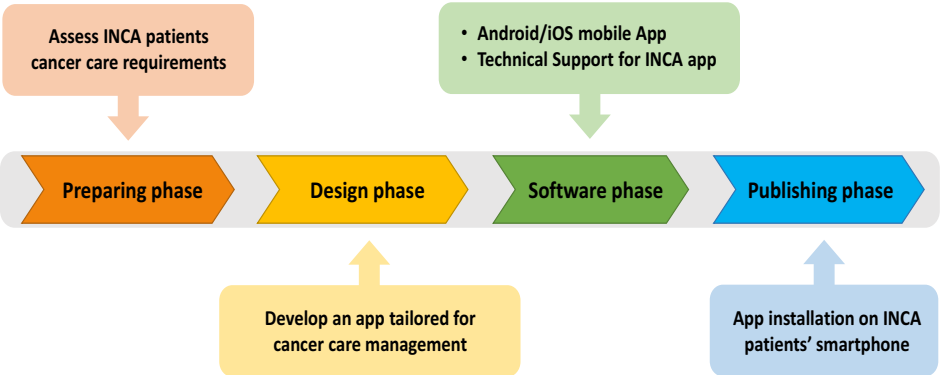 Assess INCA patients
cancer care requirements
• Android/iOS mobile App
• Technical Support for INCA app
Preparing phase
Design phase
Software phase
Publishing phase
Develop an app tailored for
cancer care management
App installation on INCA
patients’ smartphone